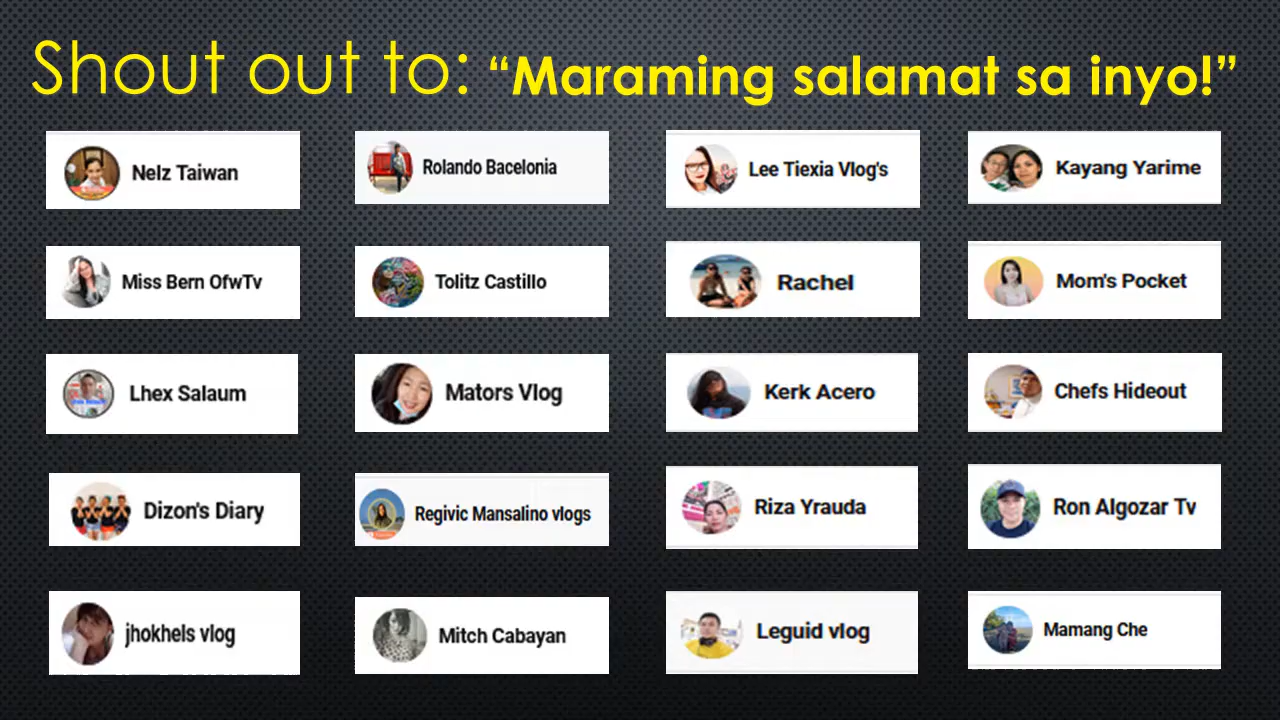 Shout out to: “Maraming salamat sa inyo!”
Nelz Taiwan
Rolando Bacelonia
Lee Tiexia Vlog's
Kayang Yarime
Miss Bern OfwTv
Tolitz Castillo
Rachel
Mom's Pocket
Lhex Salaum
Mators Vlog
Kerk Acero
Chefs Hideout
Dizon's Diary
Regivic Mansalino vlogs
Riza Yrauda
Ron Algozar Tv
jhokhels vlog
Mitch Cabayan
Leguid vlog
Mamang Che